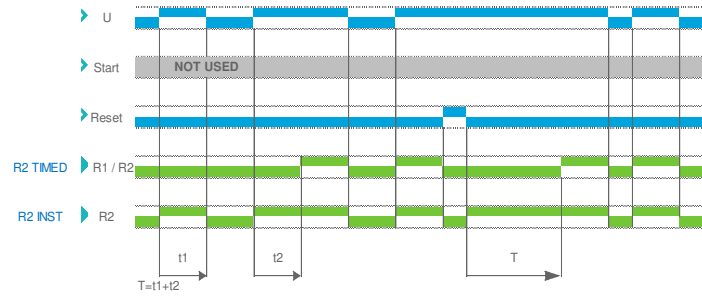 U
Start
NOT USED
Reset
R2 TIMED R1 / R2
R2 INST R2
t1 t2 T
T=t1+t2